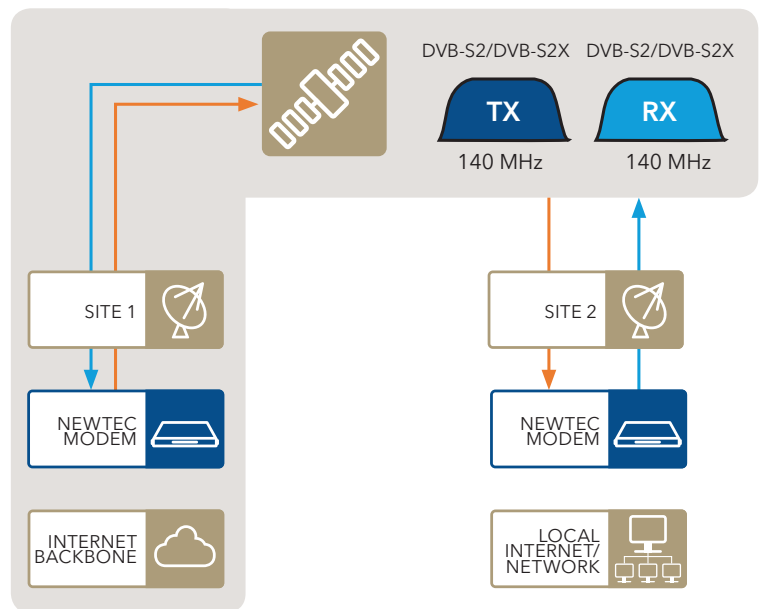 DVB-S2/DVB-S2X
DVB-S2/DVB-S2X
TX
RX
140 MHz
140 MHz
SITE 1
SITE 2
NEWTEC
MODEM
NEWTEC
MODEM
INTERNET
BACKBONE
LOCAL
INTERNET/
NETWORK